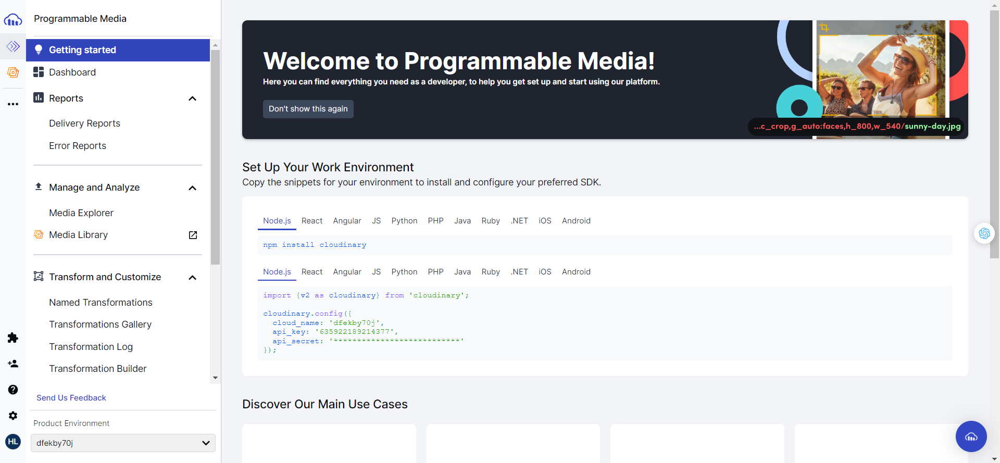 Programmable Media
Getting started
Dashboard
Reports
Delivery Reports
Error Reports
Manage and Analyze
Media Explorer
Media Library
Transform and Customize
Named Transformations
Transformations Gallery
Transformation Log
Transformation Builder
Send Us Feedback
Product Environment
HL
dfekby70j
Welcome to Programmable Media!
Here you can find everything you need as a developer, to help you get set up and start using our platform.
Don't show this again
...c_crop,g_auto:faces,h_800,w_540/sunny-day.jpg
Set Up Your Work Environment
Copy the snippets for your environment to install and configure your preferred SDK.
Node.js React Angular JS Python PHP Java Ruby .NET iOS Android
npm install cloudinary
Node.js React Angular JS Python PHP Java Ruby .NET iOS Android
import {v2 as cloudinary} from 'cloudinary';
cloudinary.config({
cloud_name: 'dfekby70j',
api_key: '635922189214377',
api_secret: '***************************'
});
Discover Our Main Use Cases